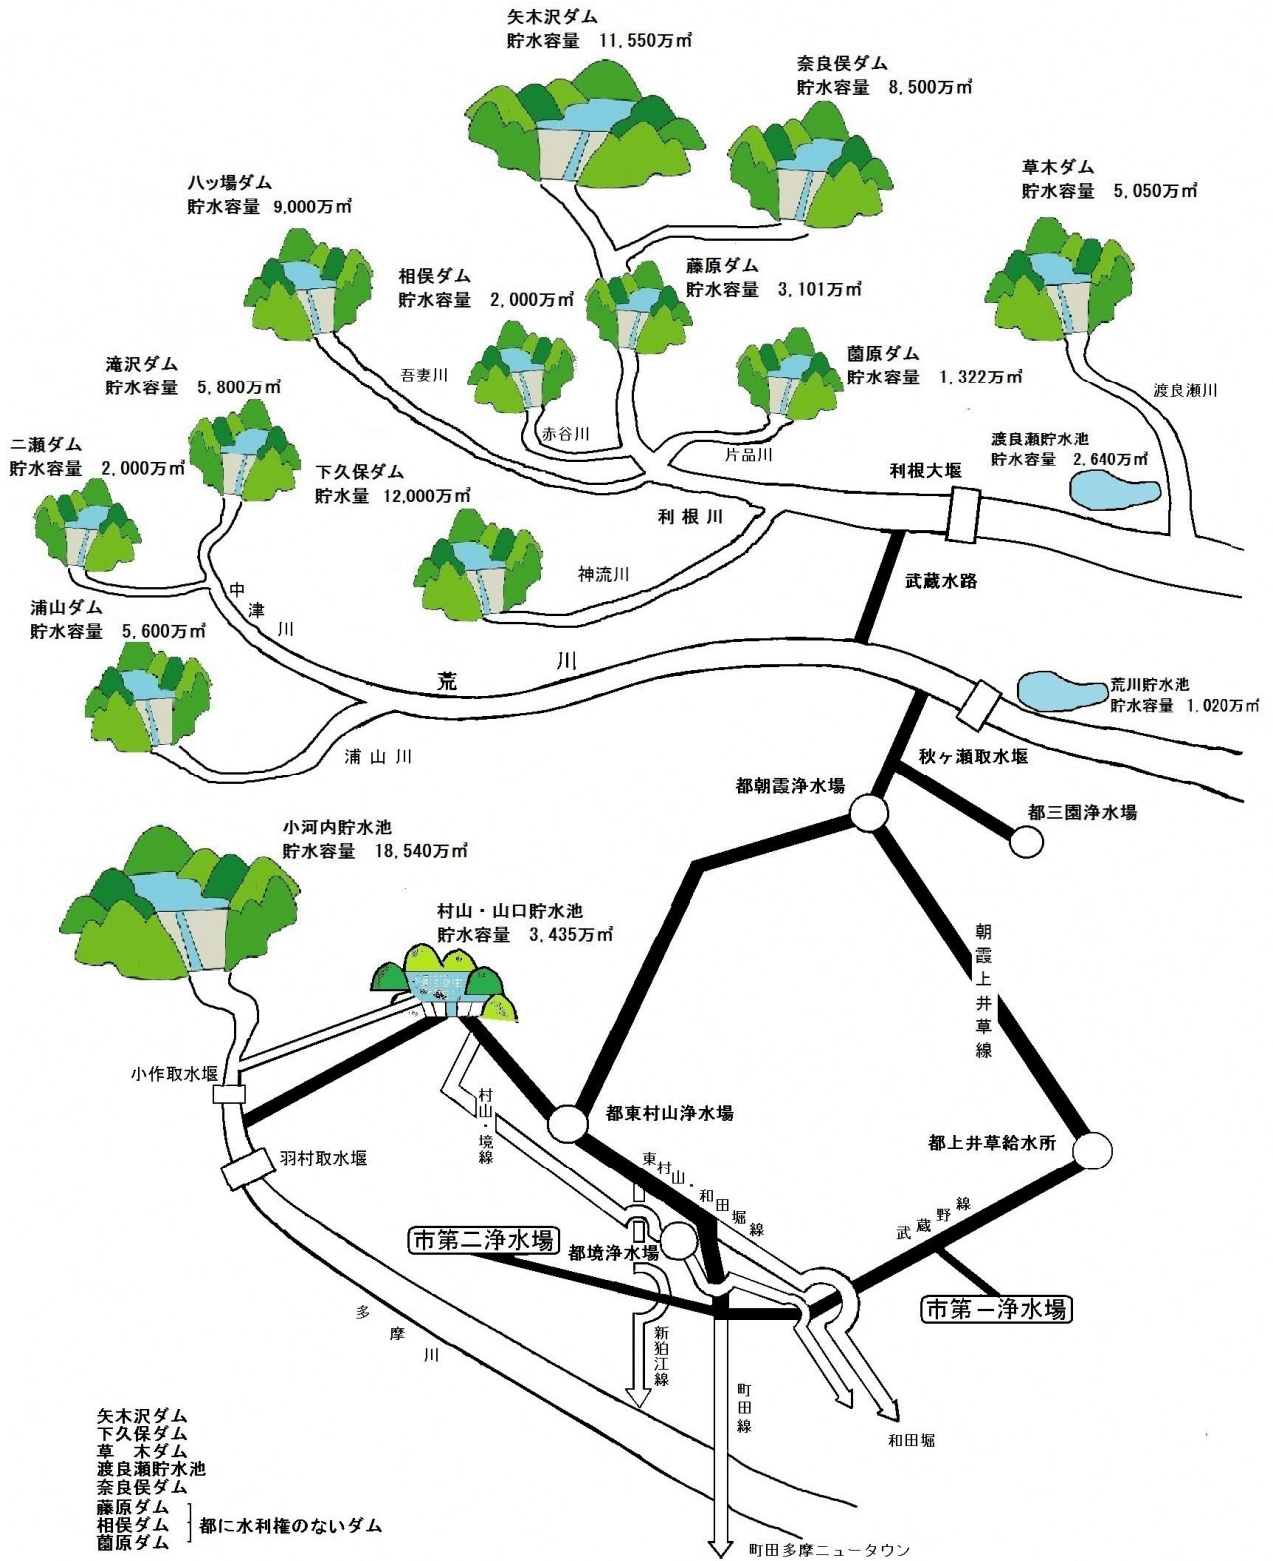 矢木沢ダム
貯水容量 11,550万㎥
奈良俣ダム
貯水容量 8,500万㎥
草木ダム
貯水容量 5,050万㎥
八ッ場ダム
貯水容量 9,000万㎥
相俣ダム
貯水容量 2,000万㎥
藤原ダム
貯水容量 3,101万㎥
薗原ダム
貯水容量 1,322万㎥
滝沢ダム
貯水容量 5,800万㎥
吾妻川
赤谷川
片品川
渡良瀬川
二瀬ダム
貯水容量 2,000万㎥
下久保ダム
貯水量 12,000万㎥
渡良瀬貯水池
貯水容量 2,640万㎥
利根大堰
利根川
神流川
武蔵水路
中津川
浦山ダム
貯水容量 5,600万㎥
荒川
荒川貯水池
貯水容量 1,020万㎥
浦山川
秋ヶ瀬取水堰
都朝霞浄水場
都三園浄水場
小河内貯水池
貯水容量 18,540万㎥
村山・山口貯水池
貯水容量 3,435万㎥
朝霞上井草線
小作取水堰
村山・境線
都東村山浄水場
羽村取水堰
東村山・和田堀線
都上井草給水所
武蔵野線
市第二浄水場
都境浄水場
市第一浄水場
多摩川
新狛江線
町田線
和田堀
町田多摩ニュータウン
矢木沢ダム
下久保ダム
草 木ダム
渡良瀬貯水池
奈良俣ダム
藤原ダム
相俣ダム 都に水利権のないダム
薗原ダム